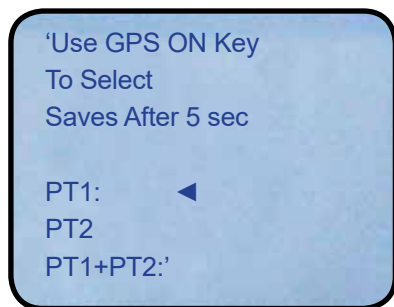 ‘Use GPS ON Key
To Select
Saves After 5 sec
PT1: ◄
PT2
PT1+PT2:’